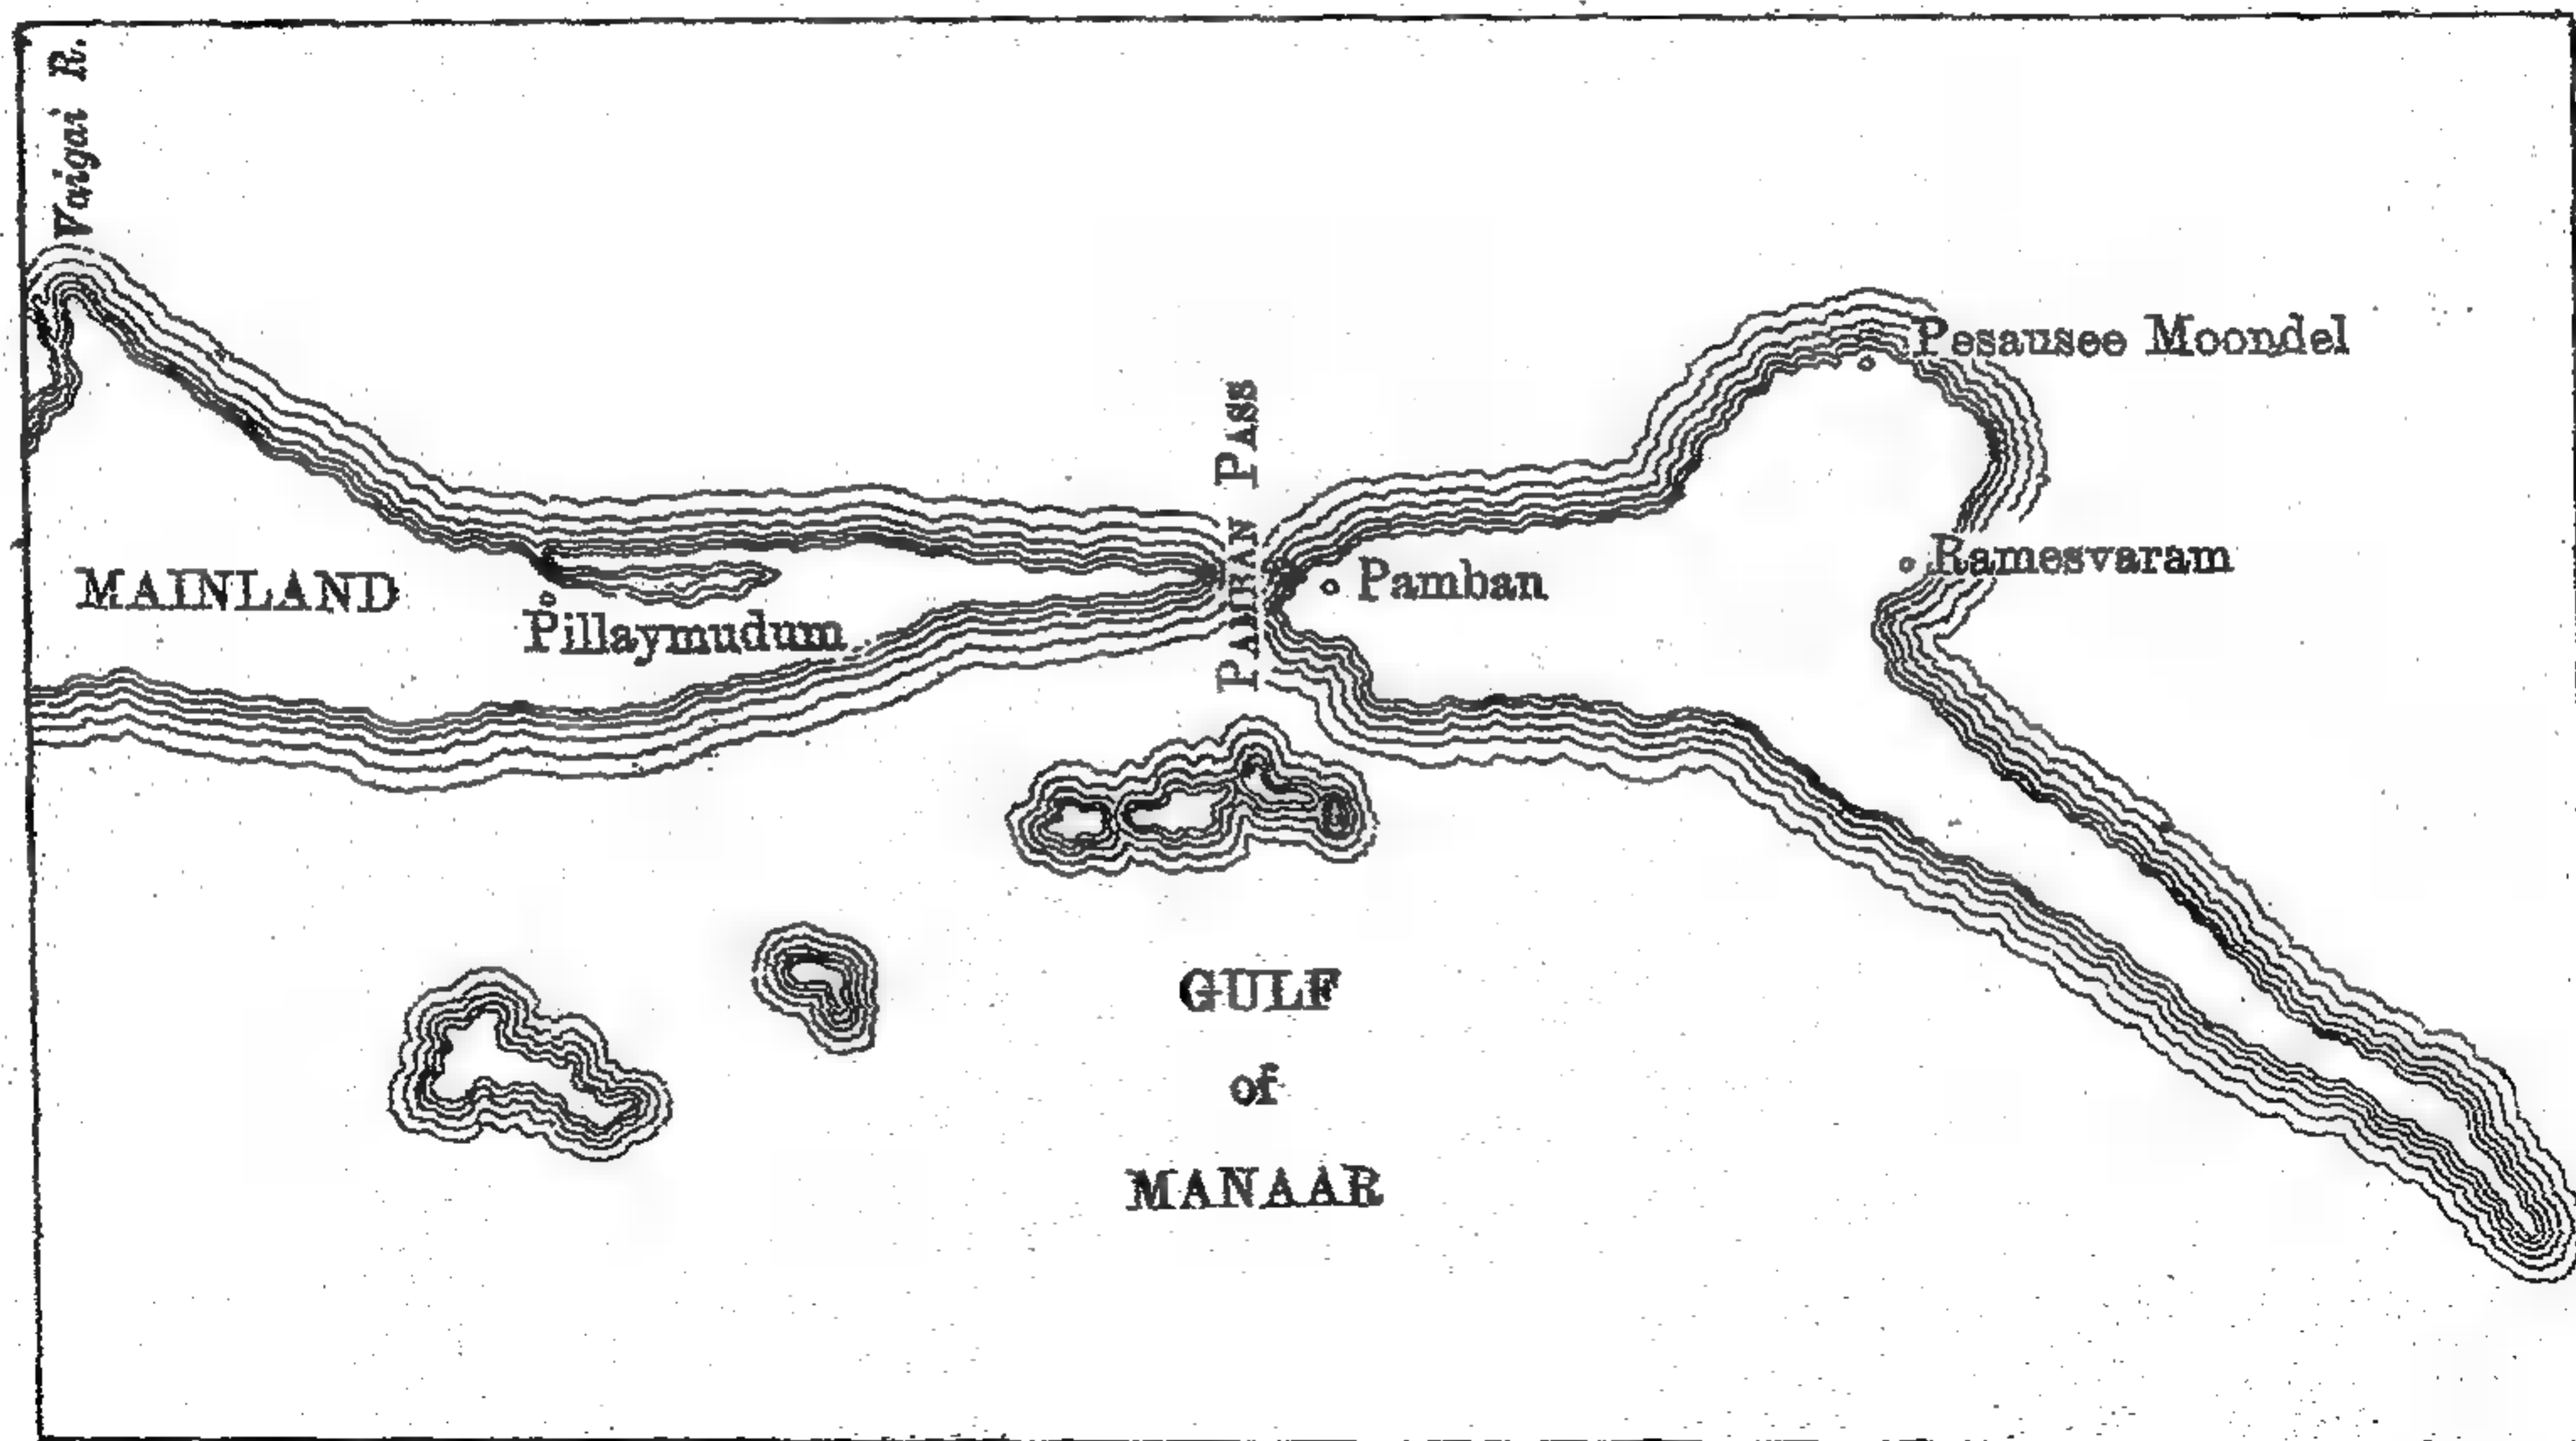 Vaigai R.
Pesausee Moondel
PAMBAN PASS
Ramesvaram
MAINLAND
Pamban
Pillaymudum
GULF
of
MANAAR